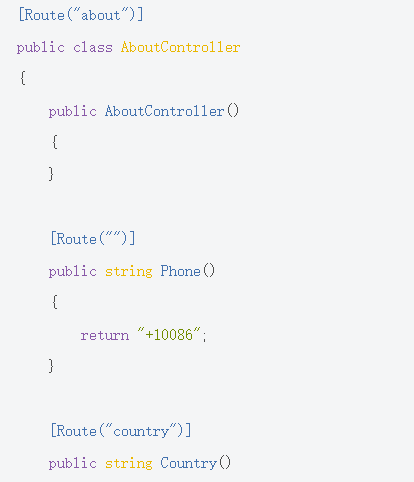 [Route("about")]
public class AboutController
{
    public AboutController()
    {
    }

    [Route("")]
    public string Phone()
    {
        return "+10086";
    }

    [Route("country")]
    public string Country()